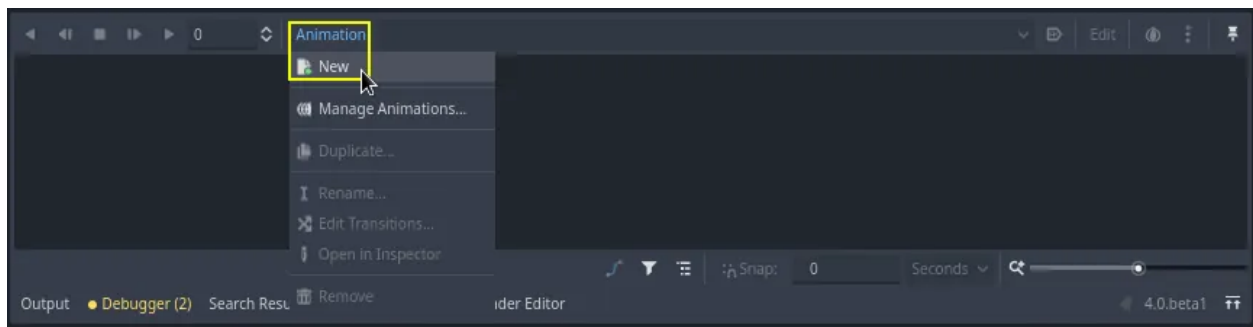 0 Animation Edit
New
Manage Animations...
Duplicate...
Rename...
Edit Transitions...
Open in Inspector
Snap: 0 Seconds
Remove
Output Debugger (2) Search Resu der Editor 4.0.beta1